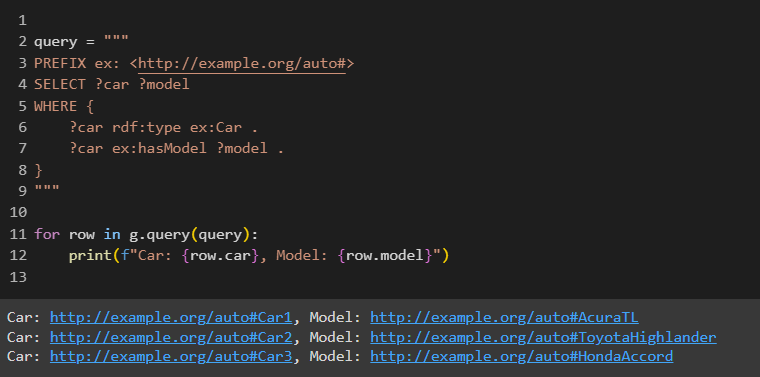 1
2 query = """
3 PREFIX ex: <http://example.org/auto#>
4 SELECT ?car ?model
5 WHERE {
6     ?car rdf:type ex:Car .
7     ?car ex:hasModel ?model .
8 }
9 """
10
11 for row in g.query(query):
12     print(f"Car: {row.car}, Model: {row.model}")
13
Car: http://example.org/auto#Car1, Model: http://example.org/auto#AcuraTL
Car: http://example.org/auto#Car2, Model: http://example.org/auto#ToyotaHighlander
Car: http://example.org/auto#Car3, Model: http://example.org/auto#HondaAccord